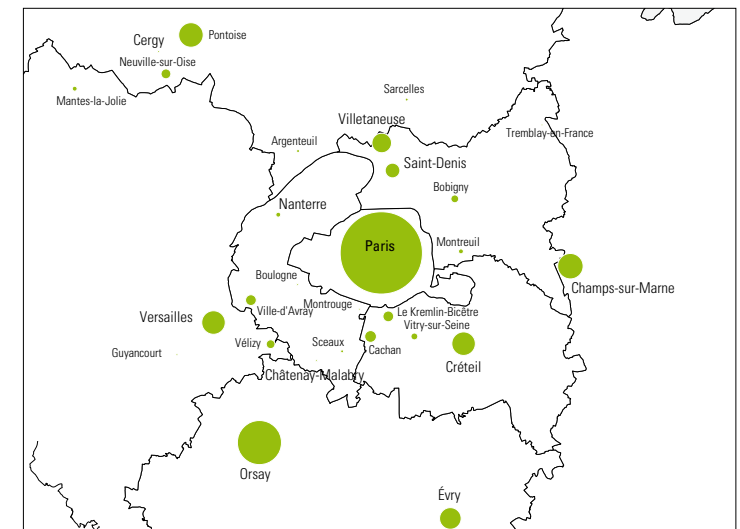 Pontoise
Cergy
Neuville-sur-Oise
Mantes-la-Jolie
Sarcelles
Villetaneuse
Tremblay-en-France
Argenteuil
Saint-Denis
Bobigny
Nanterre
Paris
Montreuil
Boulogne
Champs-sur-Marne
Montrouge
Ville-d'Avray
Le Kremlin-Bicêtre
Versailles
Vitry-sur-Seine
Vélizy
Sceaux
Cachan
Guyancourt
Créteil
Châtenay-Malabry
Orsay
Évry